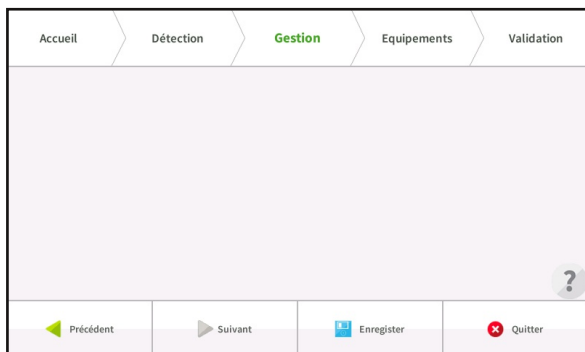 Accueil Détection Gestion Equipements Validation
?
Précédent Suivant Enregister Quitter